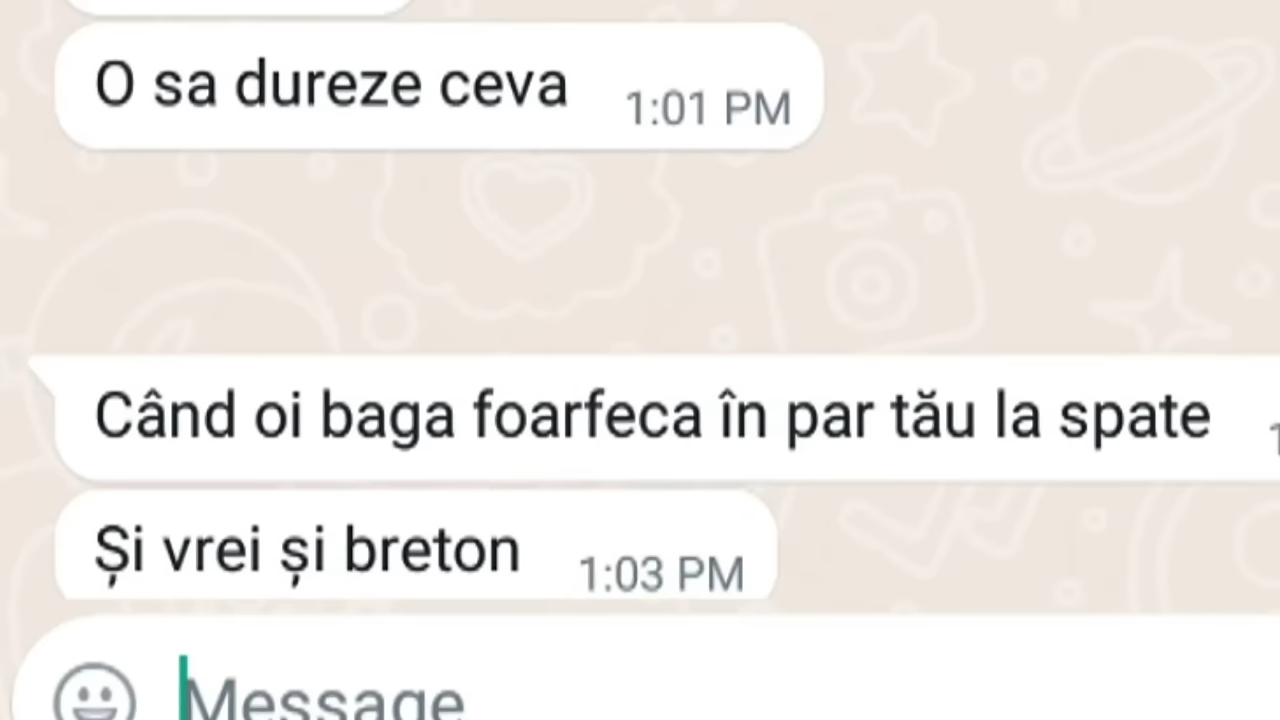 O sa dureze ceva 1:01 PM
Când oi baga foarfeca în par tău la spate
Și vrei și breton 1:03 PM
Message